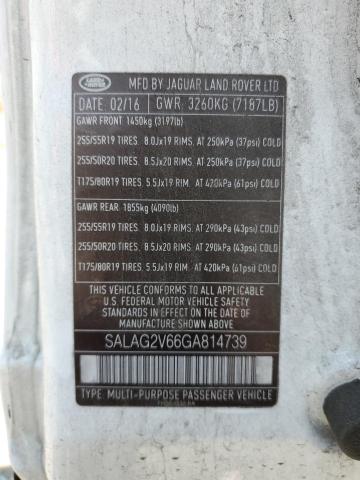 LAND ROVER
MFD BY JAGUAR LAND ROVER LTD
DATE 02/16 GWR 3260KG (7187LB)
GAWR FRONT 1450kg (3197lb)
255/55R19 TIRES. 8.0Jx19 RIMS. AT 250kPa (37psi) COLD
255/50R20 TIRES. 8.5Jx20 RIMS. AT 250kPa (37psi) COLD
T175/80R19 TIRES. 5.5Jx19 RIM. AT 420kPa (61psi) COLD
GAWR REAR 1855kg (4090lb)
255/55R19 TIRES. 8.0Jx19 RIMS. AT 290kPa (43psi) COLD
255/50R20 TIRES. 8.5Jx20 RIMS. AT 290kPa (43psi) COLD
T175/80R19 TIRES 5.5Jx19 RIM. AT 420kPa (61psi) COLD
THIS VEHICLE CONFORMS TO ALL APPLICABLE
U.S. FEDERAL MOTOR VEHICLE SAFETY AND
THEFT PREVENTION STANDARDS IN EFFECT ON THE
DATE OF MANUFACTURE SHOWN ABOVE
SALAG2V66GA814739
TYPE MULTI-PURPOSE PASSENGER VEHICLE